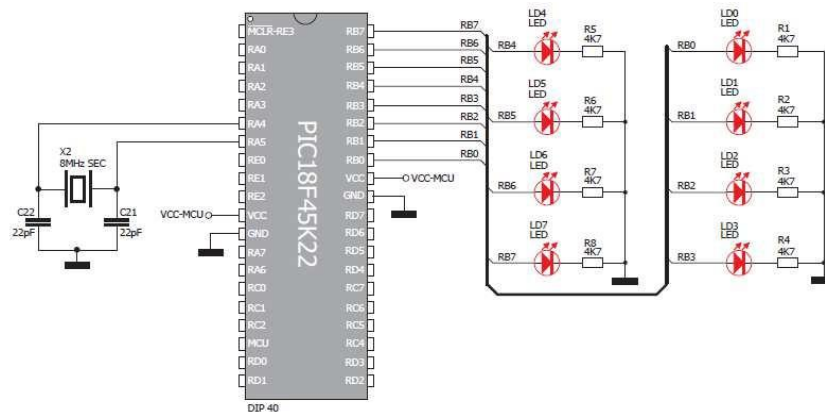 MCLR-RE3
RA0
RA1
RA2
RA3
RA4
RA5
RE0
RE1
RE2
VCC
GND
RA7
RA6
RC0
RC1
RC2
MCU
RD0
RD1
RB7
RB6
RB5
RB4
RB3
RB2
RB1
RB0
VCC
GND
RD7
RD6
RD5
RD4
RC7
RC6
RC5
RC4
RD3
RD2
PIC18F45K22
DIP 40
X2
8MHz SEC
C22
22pF
C21
22pF
VCC-MCU
VCC-MCU
RB7
RB6
RB5
RB4
RB3
RB2
RB1
RB0
RB4
LD4
LED
R5
4K7
RB5
LD5
LED
R6
4K7
RB6
LD6
LED
R7
4K7
RB7
LD7
LED
R8
4K7
RB0
LD0
LED
R1
4K7
RB1
LD1
LED
R2
4K7
RB2
LD2
LED
R3
4K7
RB3
LD3
LED
R4
4K7